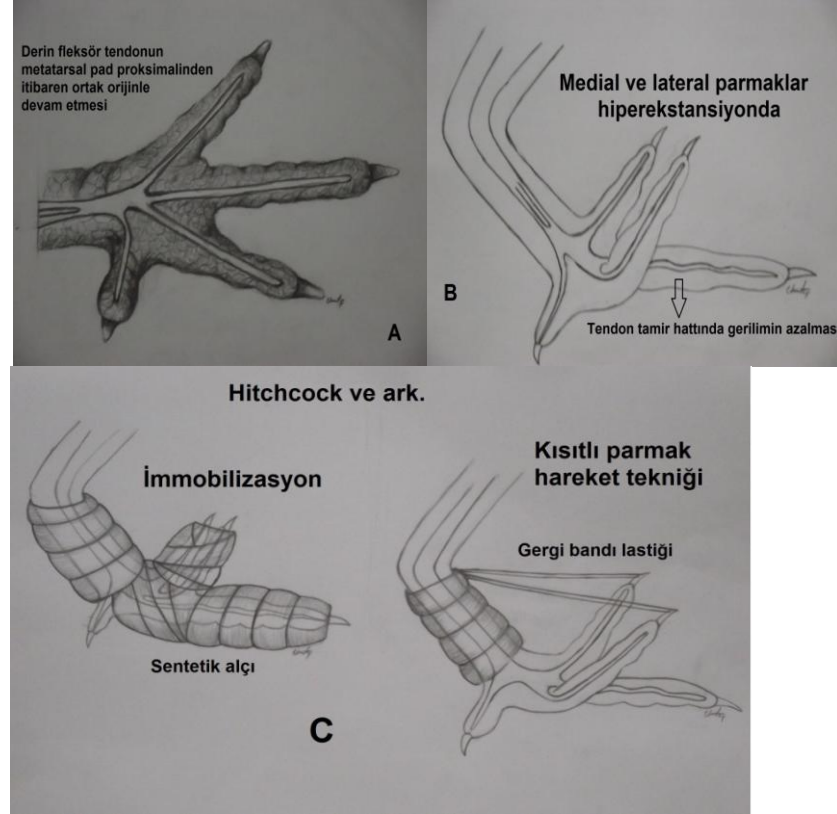 Derin fleksör tendonun
metatarsal pad proksimalinden
itibaren ortak orijinle
devam etmesi
A
Medial ve lateral parmaklar
hiperekstansiyonda
B
Tendon tamir hattında gerilimin azalmas
Hitchcock ve ark.
İmmobilizasyon
Sentetik alçı
Kısıtlı parmak
hareket tekniği
Gergi bandı lastiği
C